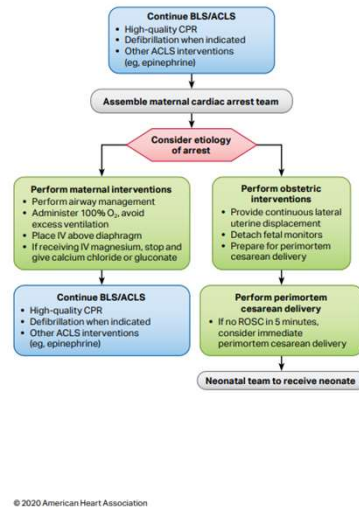 Continue BLS/ACLS
• High-quality CPR
• Defibrillation when indicated
• Other ACLS interventions
(eg, epinephrine)
Assemble maternal cardiac arrest team
Consider etiology
of arrest
Perform maternal interventions
• Perform airway management
• Administer 100% O₂, avoid
excess ventilation
• Place IV above diaphragm
• If receiving IV magnesium, stop and
give calcium chloride or gluconate
Continue BLS/ACLS
• High-quality CPR
• Defibrillation when indicated
• Other ACLS interventions
(eg, epinephrine)
Perform obstetric
interventions
• Provide continuous lateral
uterine displacement
• Detach fetal monitors
• Prepare for perimortem
cesarean delivery
Perform perimortem
cesarean delivery
• If no ROSC in 5 minutes,
consider immediate
perimortem cesarean delivery
Neonatal team to receive neonate
© 2020 American Heart Association